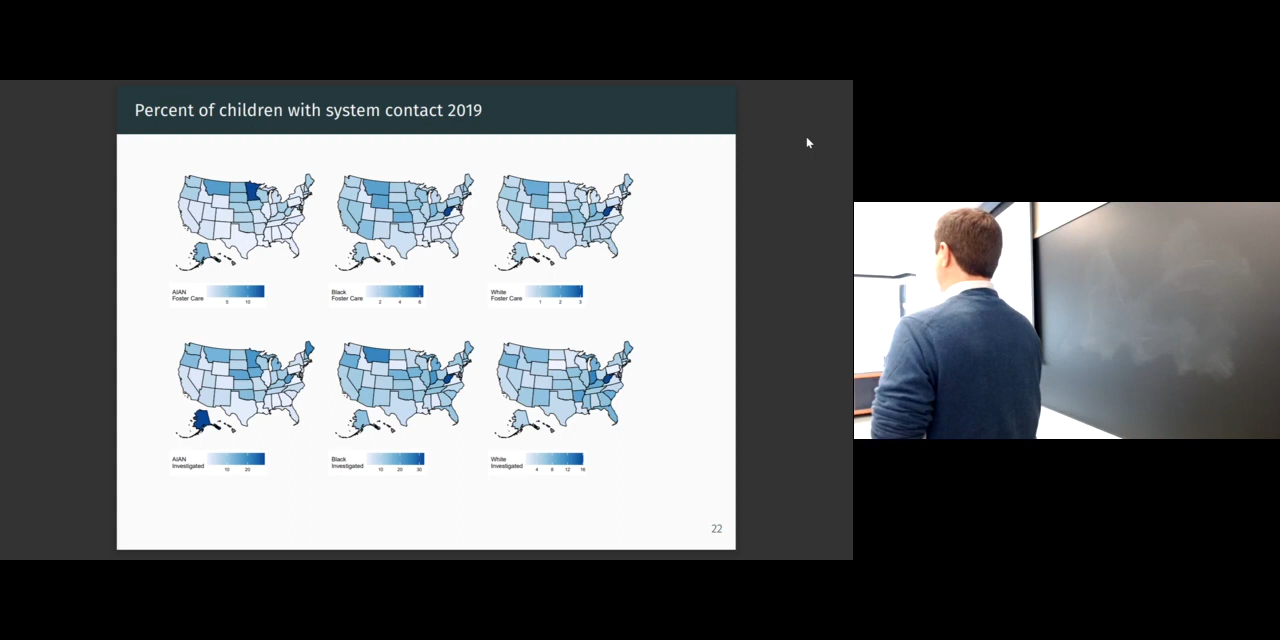 Percent of children with system contact 2019
AIAN
Foster Care
5 10
Black
Foster Care
2 4 6
White
Foster Care
1 2 3
AIAN
Investigated
10 20
Black
Investigated
10 20 30
White
Investigated
4 8 12 16
22